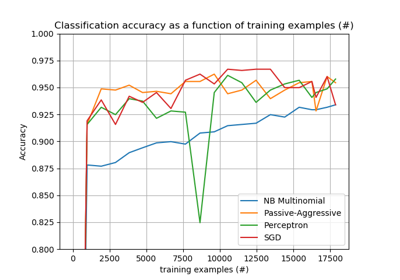 Classification accuracy as a function of training examples (#)
1.000
0.975
0.950
0.925
0.900
0.875
0.850
0.825
0.800
Accuracy
NB Multinomial
Passive-Aggressive
Perceptron
SGD
0 2500 5000 7500 10000 12500 15000 17500
training examples (#)